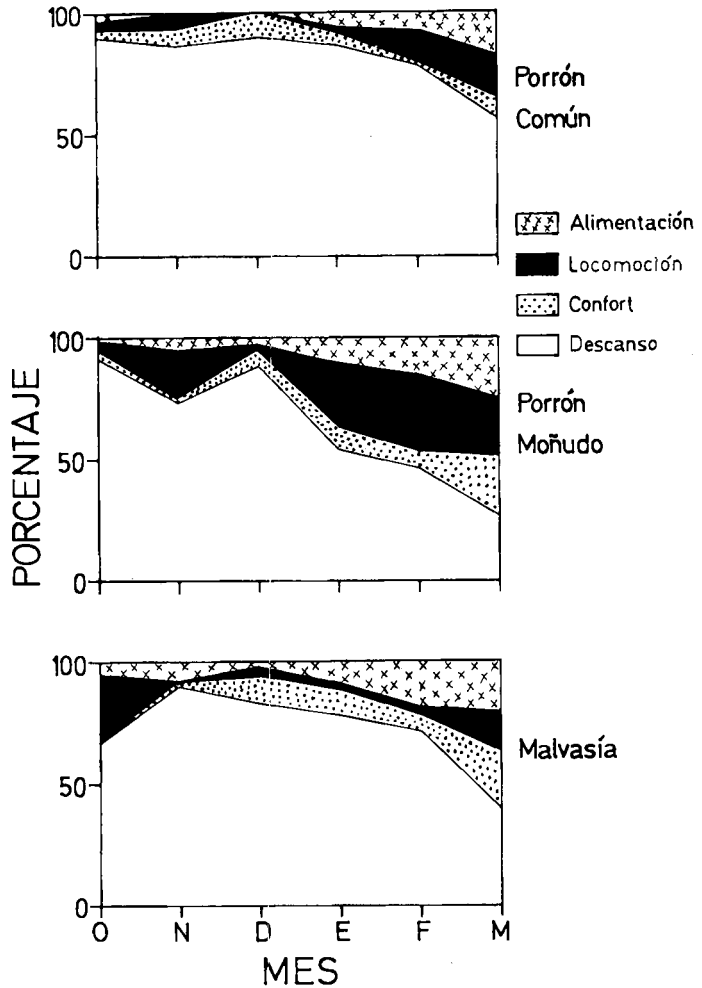 100
50
0
Porrón
Común
Alimentación
Locomoción
Confort
Descanso
PORCENTAJE
100
50
0
Porrón
Moñudo
100
50
0
Malvasía
O N D E F M
MES